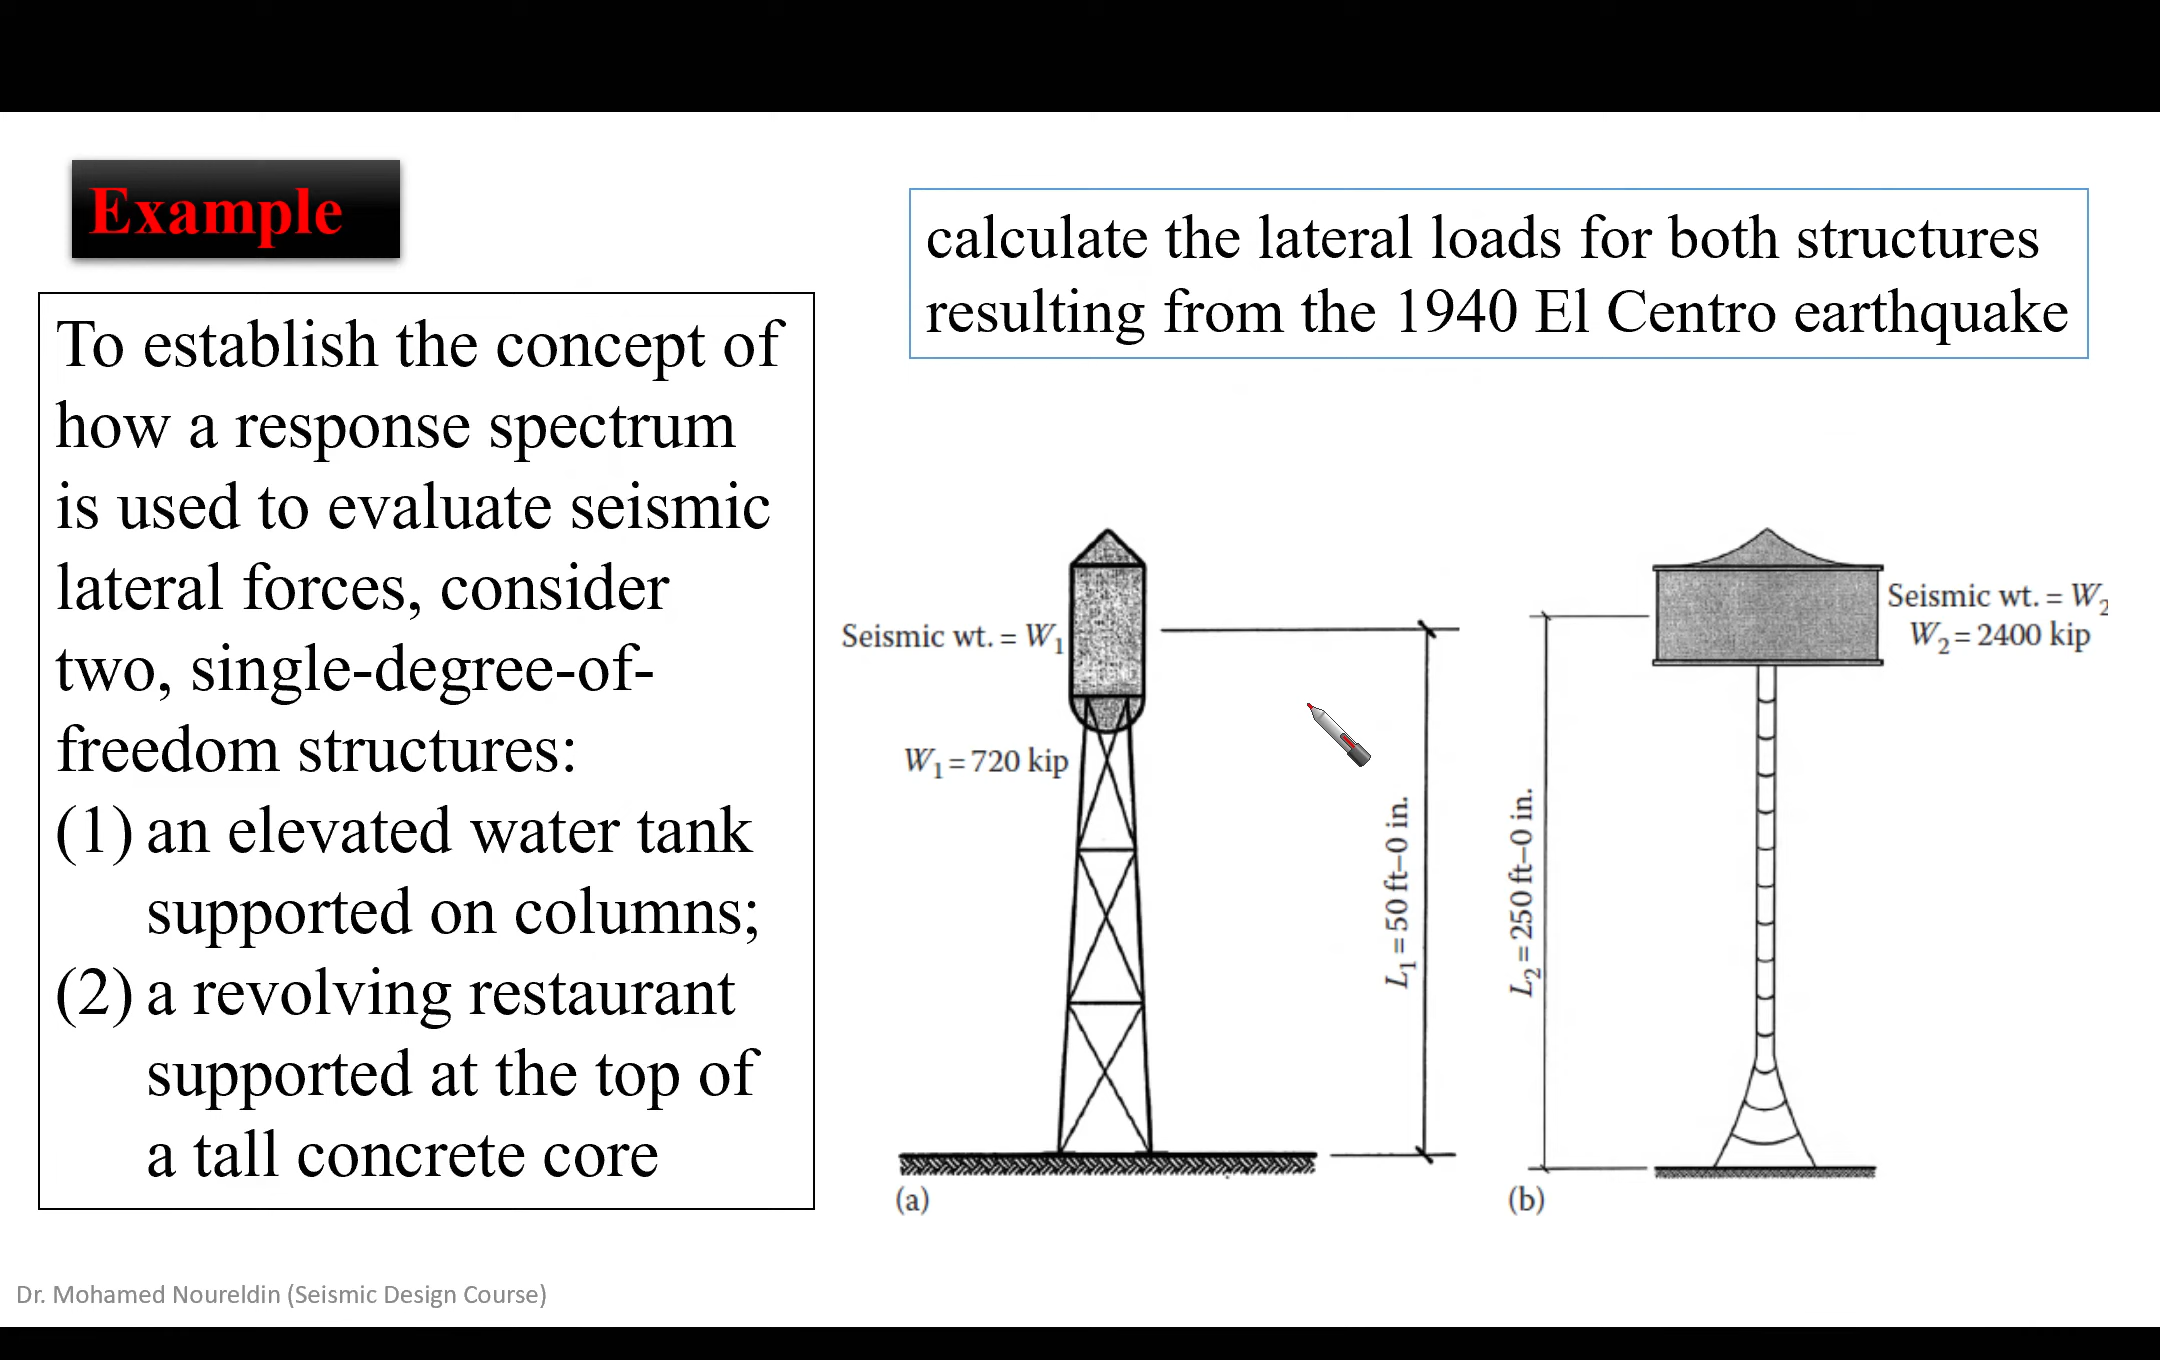 Example
calculate the lateral loads for both structures
resulting from the 1940 El Centro earthquake
To establish the concept of
how a response spectrum
is used to evaluate seismic
lateral forces, consider
two, single-degree-of-
freedom structures:
(1) an elevated water tank
supported on columns;
(2) a revolving restaurant
supported at the top of
a tall concrete core
Seismic wt. = W₁
W₁ = 720 kip
L₁ = 50 ft–0 in.
(a)
Seismic wt. = W₂
W₂ = 2400 kip
L₂ = 250 ft–0 in.
(b)
Dr. Mohamed Noureldin (Seismic Design Course)